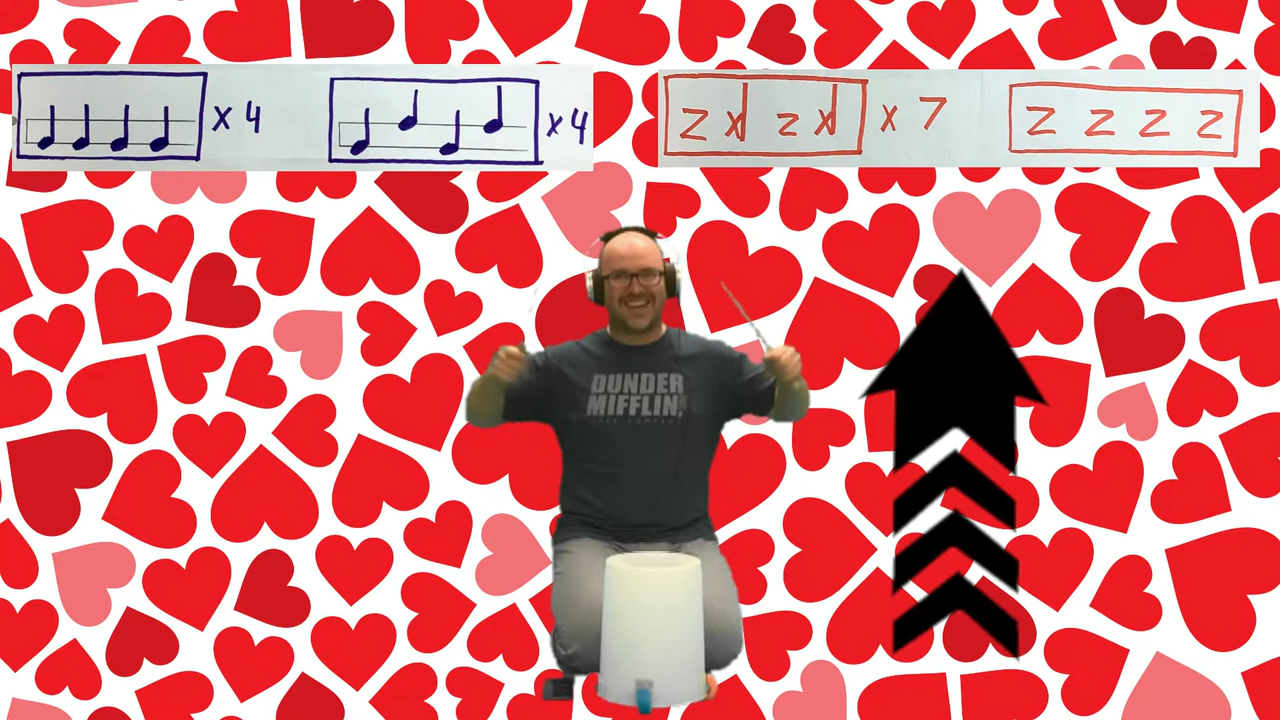 x 4
x 4
z x z x
x 7
z z z z
DUNDER
MIFFLIN,